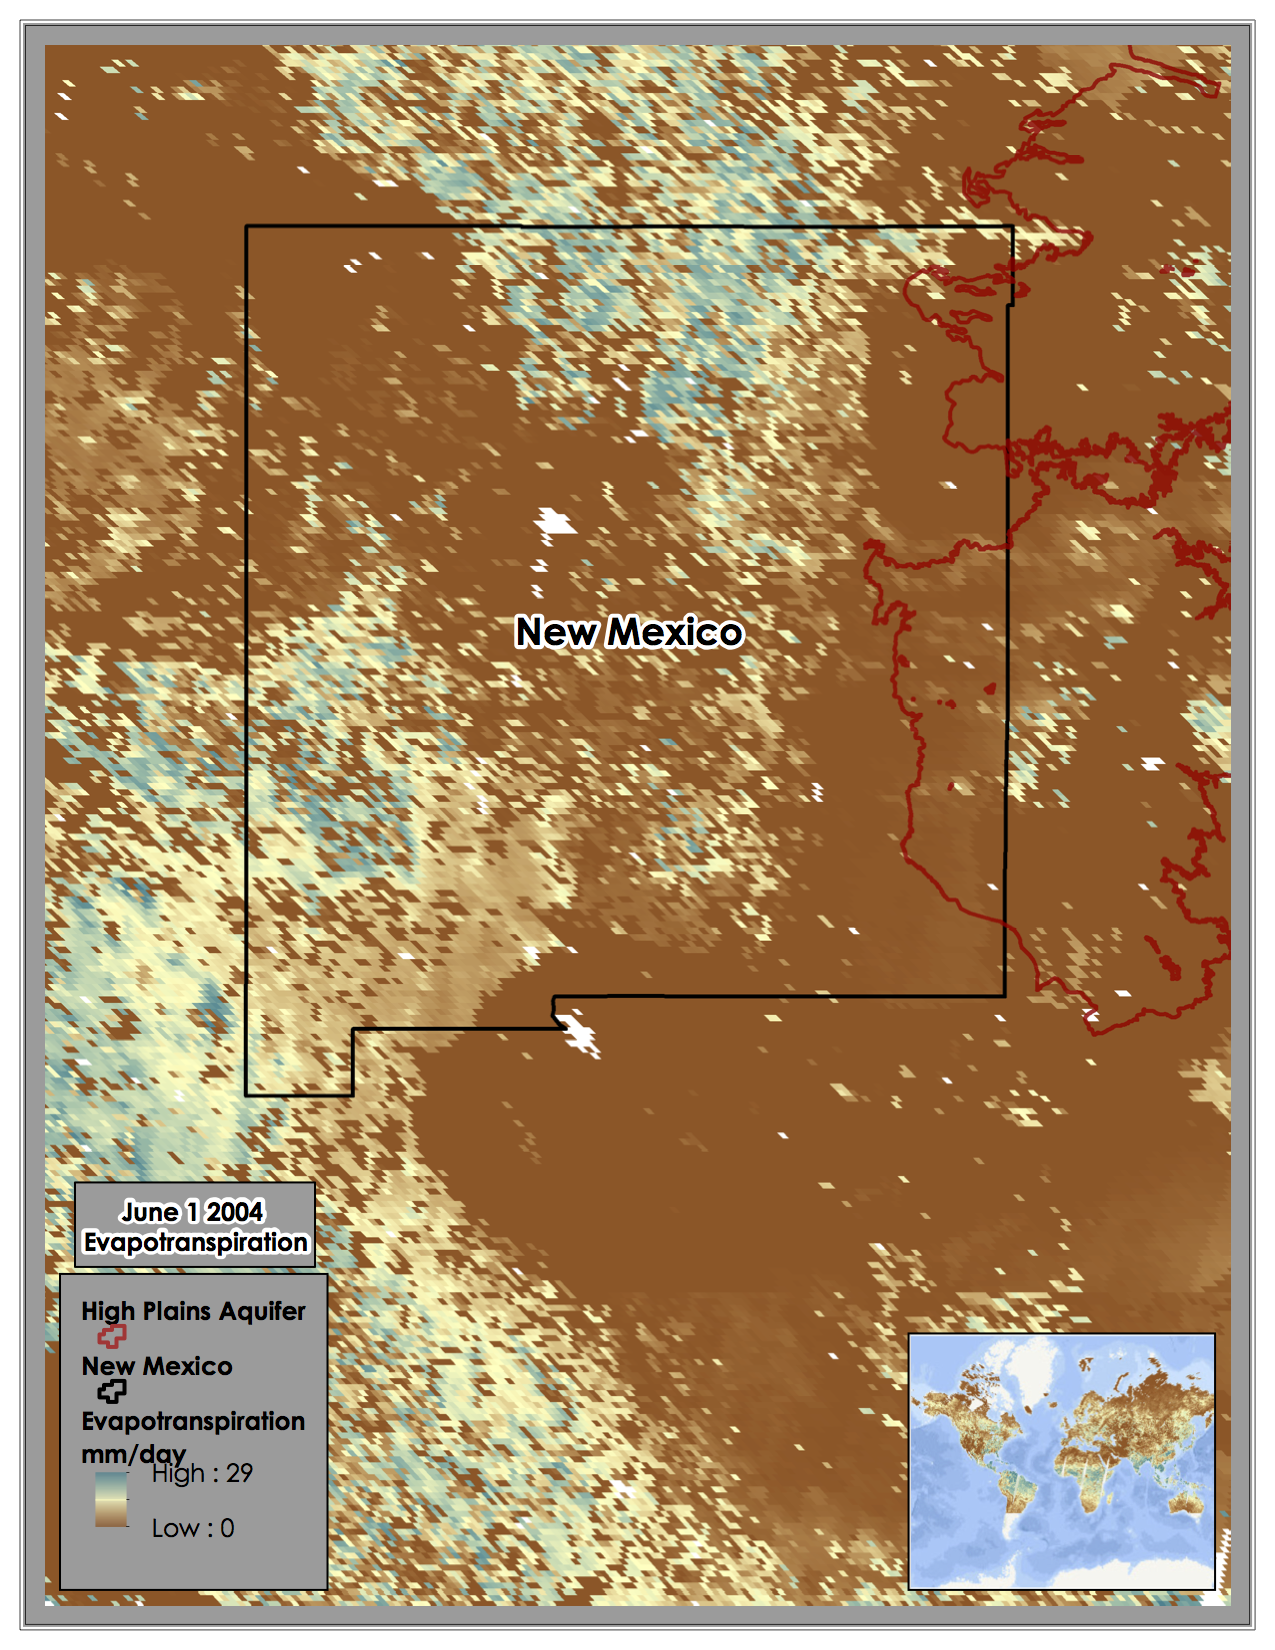 New Mexico
June 1 2004
Evapotranspiration
High Plains Aquifer
New Mexico
Evapotranspiration
mm/day
High : 29
Low : 0